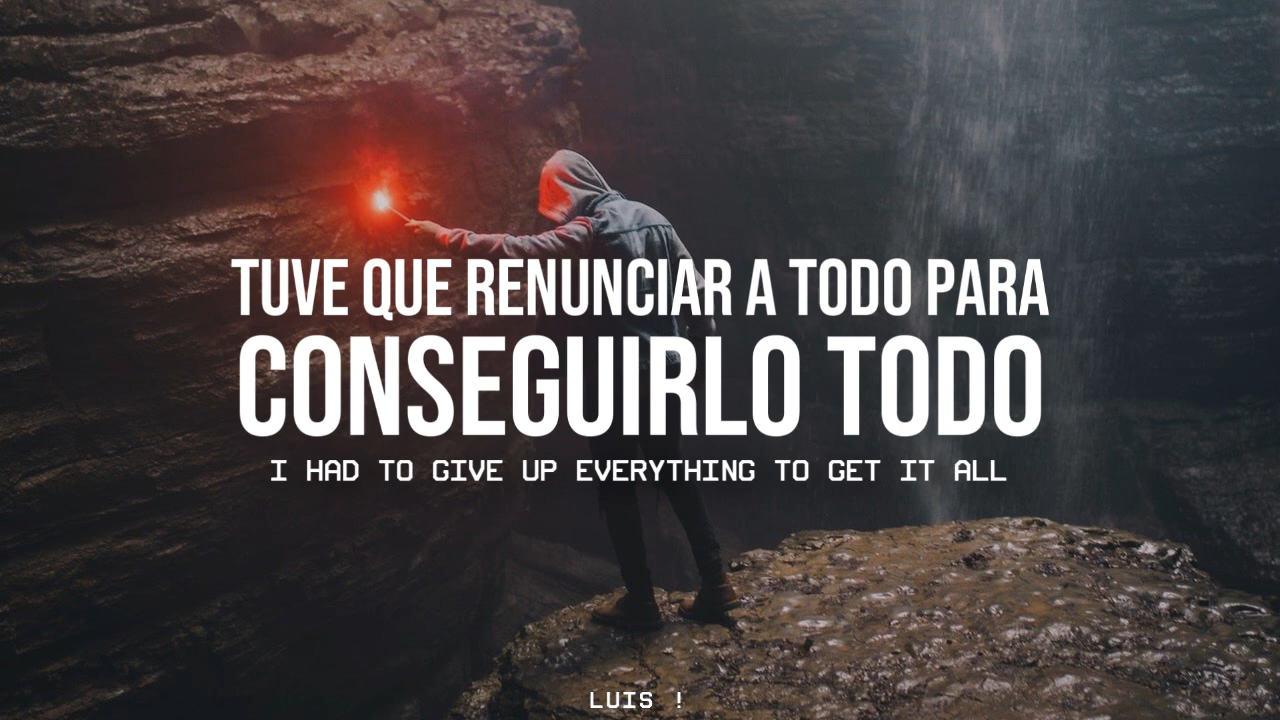 TUVE QUE RENUNCIAR A TODO PARA
CONSEGUIRLO TODO
I HAD TO GIVE UP EVERYTHING TO GET IT ALL
LUIS !